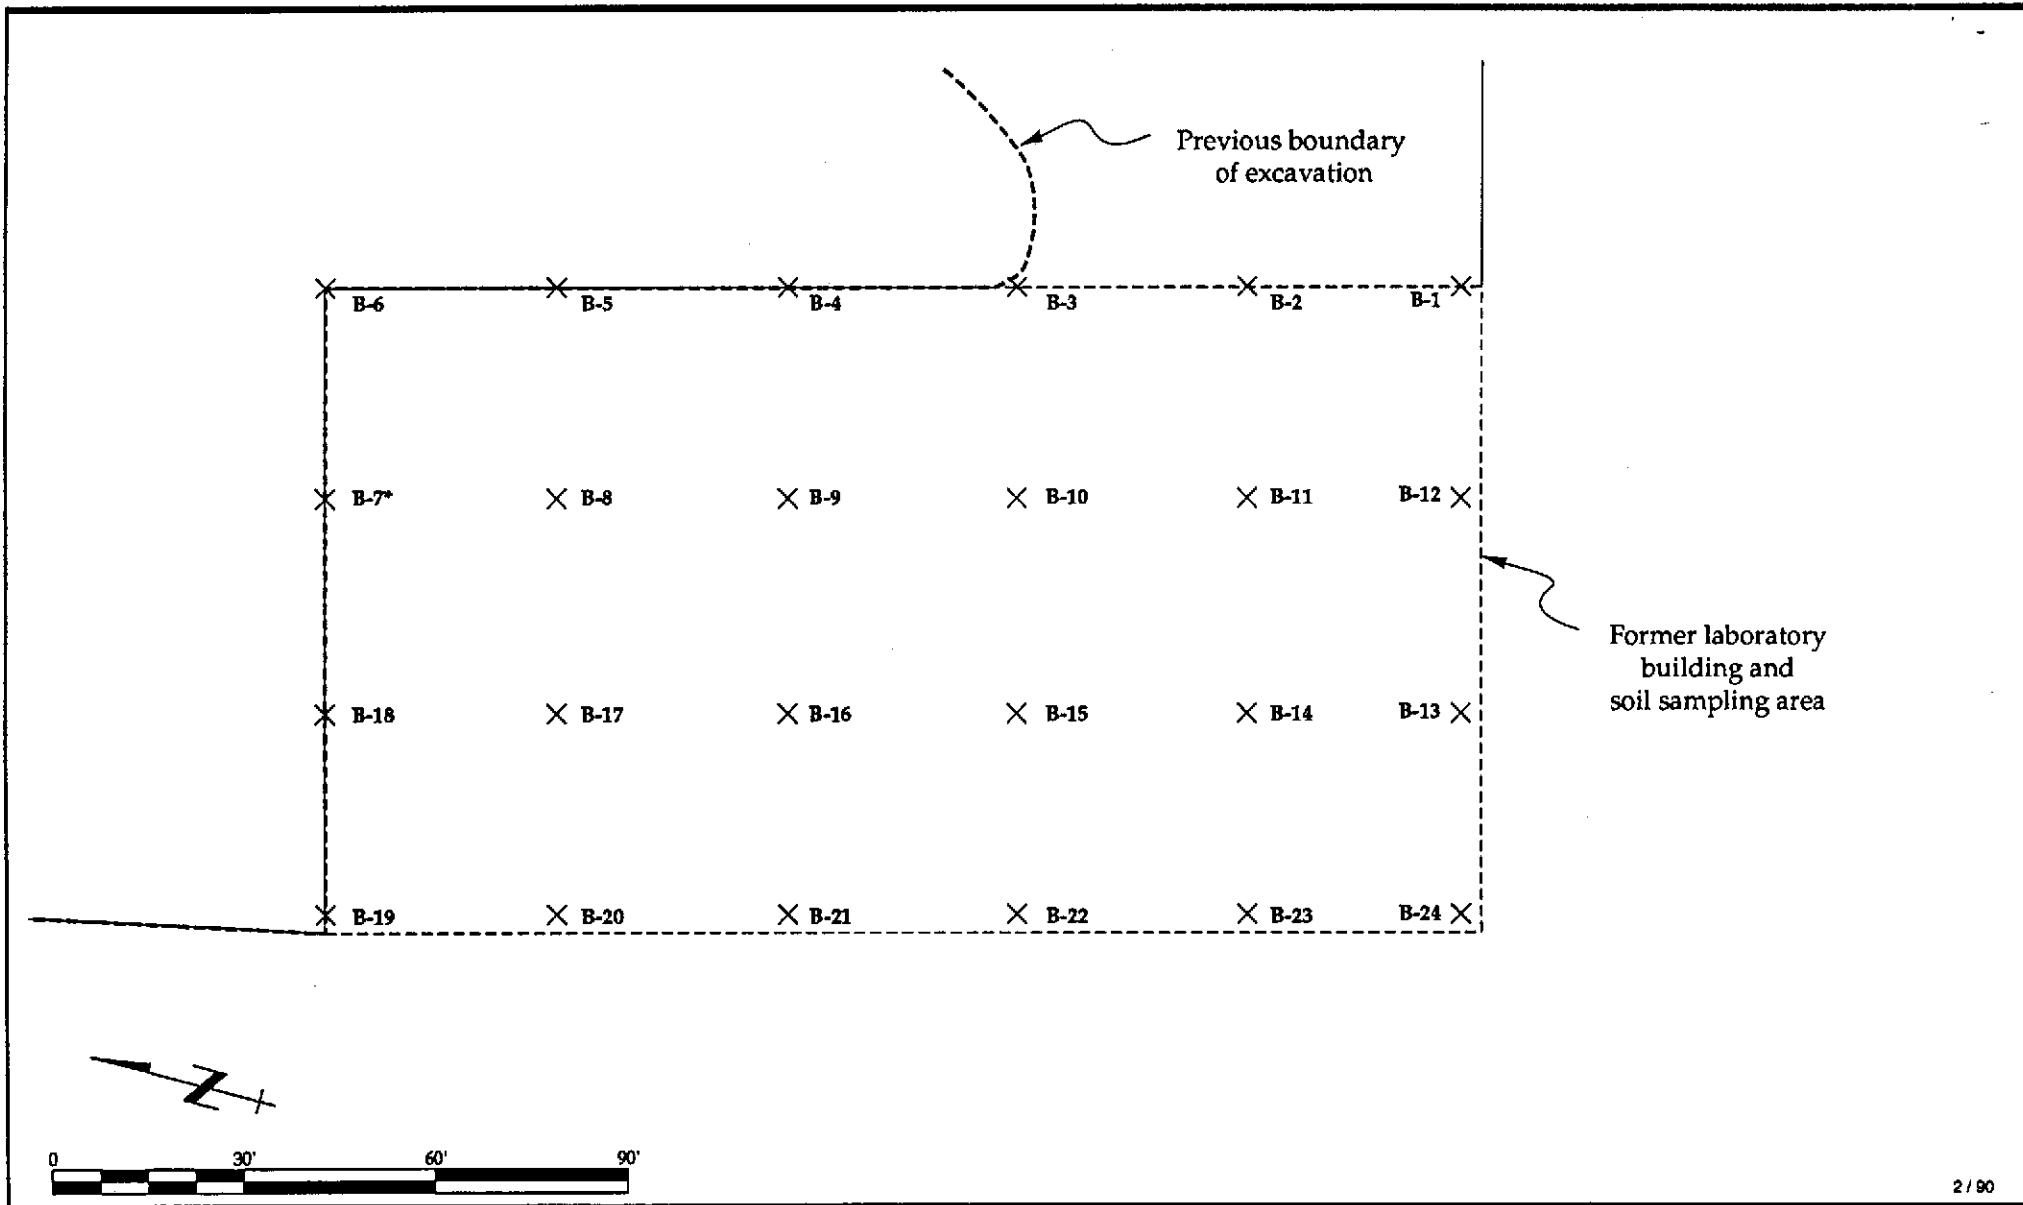 Previous boundary
of excavation
B-6
B-5
B-4
B-3
B-2
B-1
B-7*
B-8
B-9
B-10
B-11
B-12
Former laboratory
building and
soil sampling area
B-18
B-17
B-16
B-15
B-14
B-13
B-19
B-20
B-21
B-22
B-23
B-24
N
0 30' 60' 90'
2 / 90